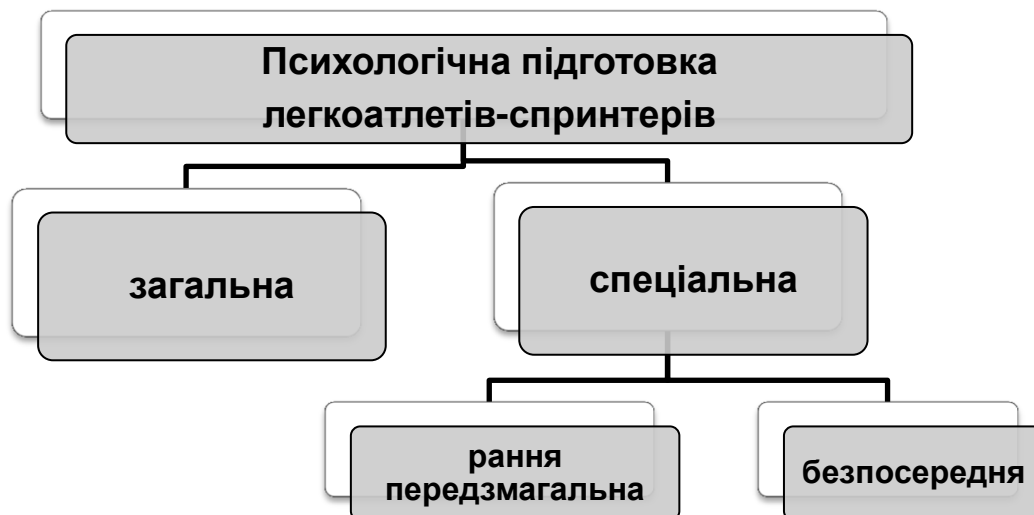 Психологічна підготовка
легкоатлетів-спринтерів
загальна
спеціальна
рання
передзмагальна
безпосередня